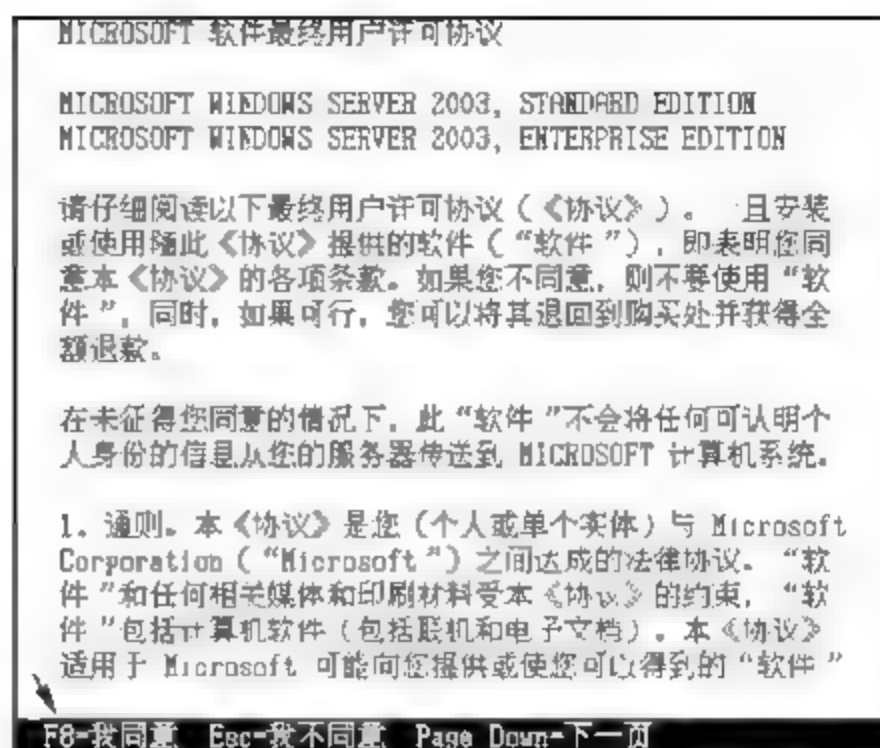 MICROSOFT 软件最终用户许可协议
MICROSOFT WINDOWS SERVER 2003, STANDARD EDITION
MICROSOFT WINDOWS SERVER 2003, ENTERPRISE EDITION
请仔细阅读以下最终用户许可协议（《协议》）。 且安装
或使用随此《协议》提供的软件（“软件”），即表明您同
意本《协议》的各项条款。如果您不同意，则不要使用“软
件”，同时，如果可行，您可以将其退回到购买处并获得全
额退款。
在未征得您同意的情况下，此“软件”不会将任何可认明个
人身份的信息从您的服务器传送到 MICROSOFT 计算机系统。
1. 通则。本《协议》是您（个人或单个实体）与 Microsoft
Corporation（“Microsoft”）之间达成的法律协议。“软
件”和任何相关媒体和印刷材料受本《协议》的约束，“软
件”包括计算机软件（包括联机和电子文档）。本《协议》
适用于 Microsoft 可能向您提供或使您可以得到的“软件”
F8=我同意 Esc=我不同意 Page Down=下一页